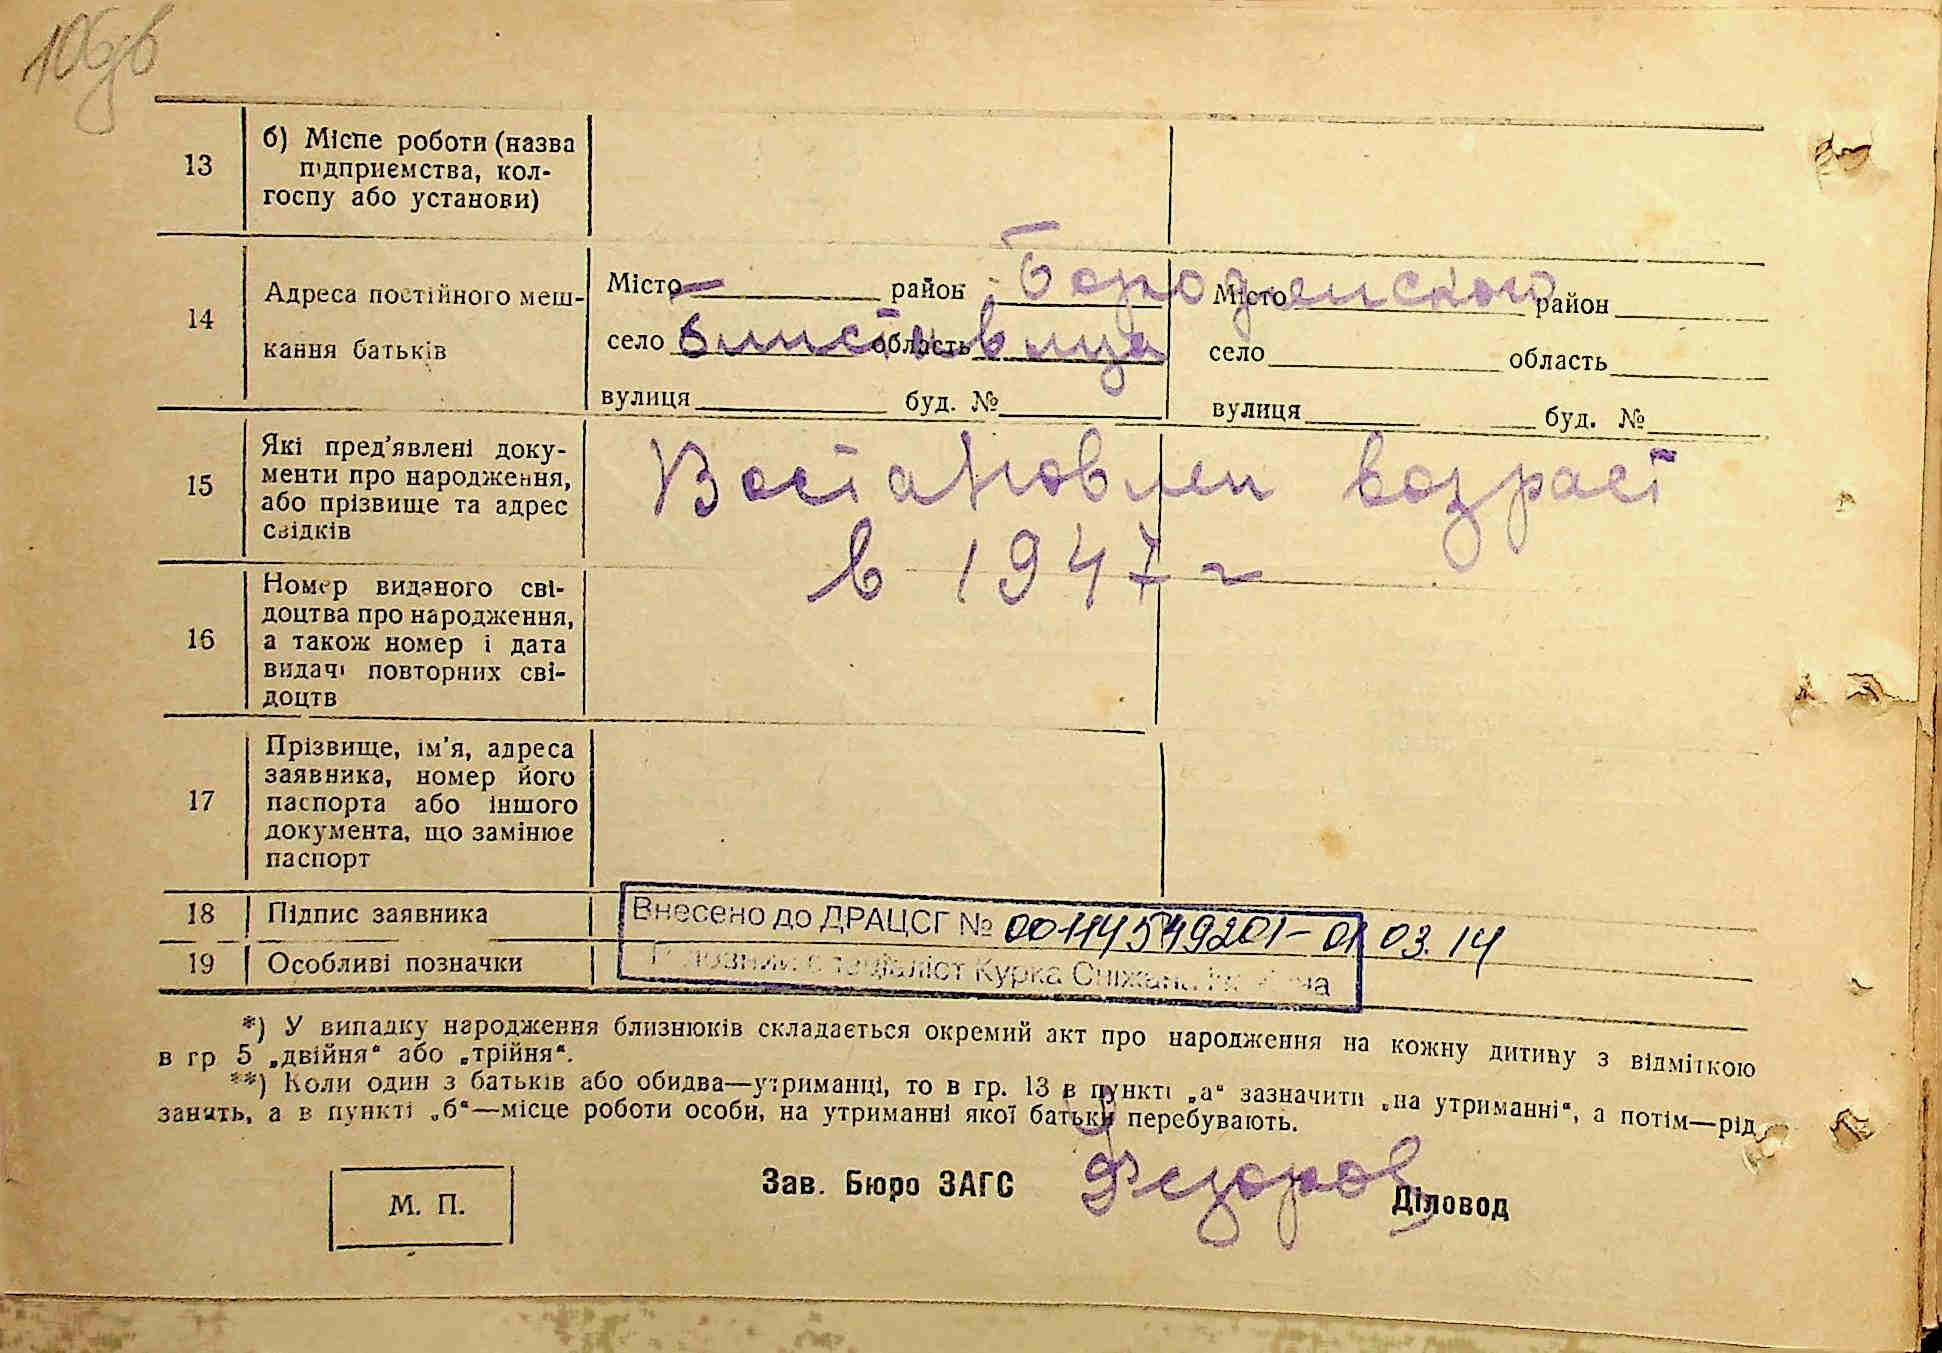 106зв
13
б) Місце роботи (назва
підприємства, кол-
госпу або установи)
14
Адреса постійного меш-
кання батьків
Місто — район Бородянского
село Блиставица область
вулиця буд. №
Місто район
село область
вулиця буд. №
15
Які пред'явлені доку-
менти про народження,
або прізвище та адрес
свідків
Востановлен возраст
в 1947 г
16
Номер виданого сві-
доцтва про народження,
а також номер і дата
видачі повторних сві-
доцтв
17
Прізвище, ім'я, адреса
заявника, номер його
паспорта або іншого
документа, що замінює
паспорт
18
Підпис заявника
19
Особливі позначки
Внесено до ДРАЦСГ № 00114549201-01.03.14
Головний спеціаліст Курка Сніжана
*) У випадку народження близнюків складається окремий акт про народження на кожну дитину з відміткою
в гр 5 „двійня“ або „трійня“.
**) Коли один з батьків або обидва—утриманці, то в гр. 13 в пункті „а“ зазначити „на утриманні“, а потім—рід
занять, а в пункті „б“—місце роботи особи, на утриманні якої батьки перебувають.
М. П.
Зав. Бюро ЗАГС
Діловод